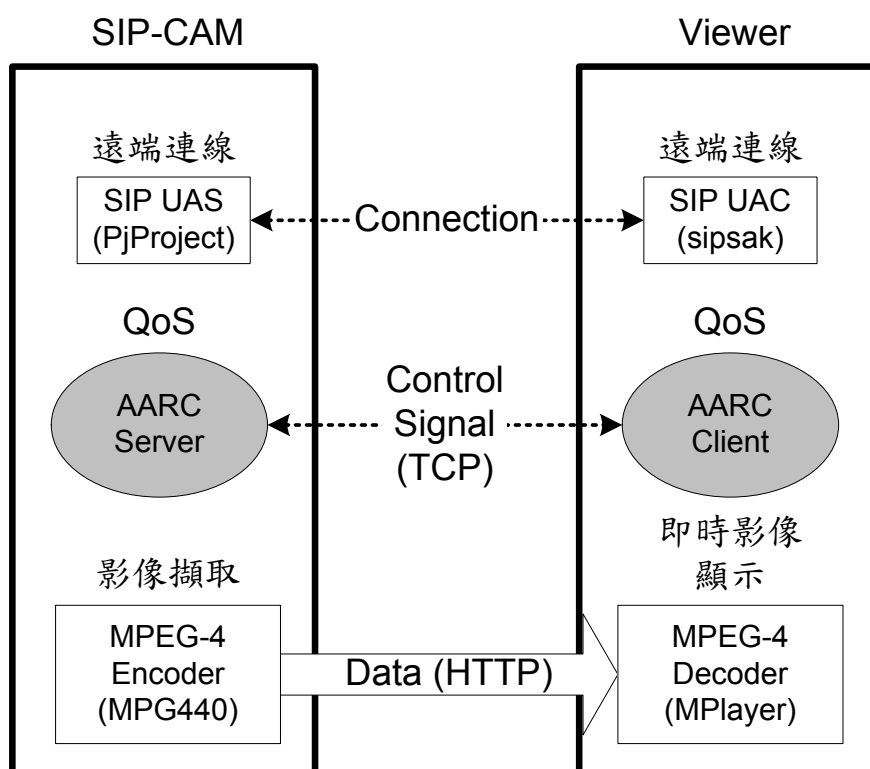 SIP-CAM
Viewer
遠端連線
遠端連線
SIP UAS
(PjProject)
Connection
SIP UAC
(sipsak)
QoS
QoS
AARC
Server
Control
Signal
(TCP)
AARC
Client
影像擷取
即時影像
顯示
MPEG-4
Encoder
(MPG440)
Data (HTTP)
MPEG-4
Decoder
(MPlayer)